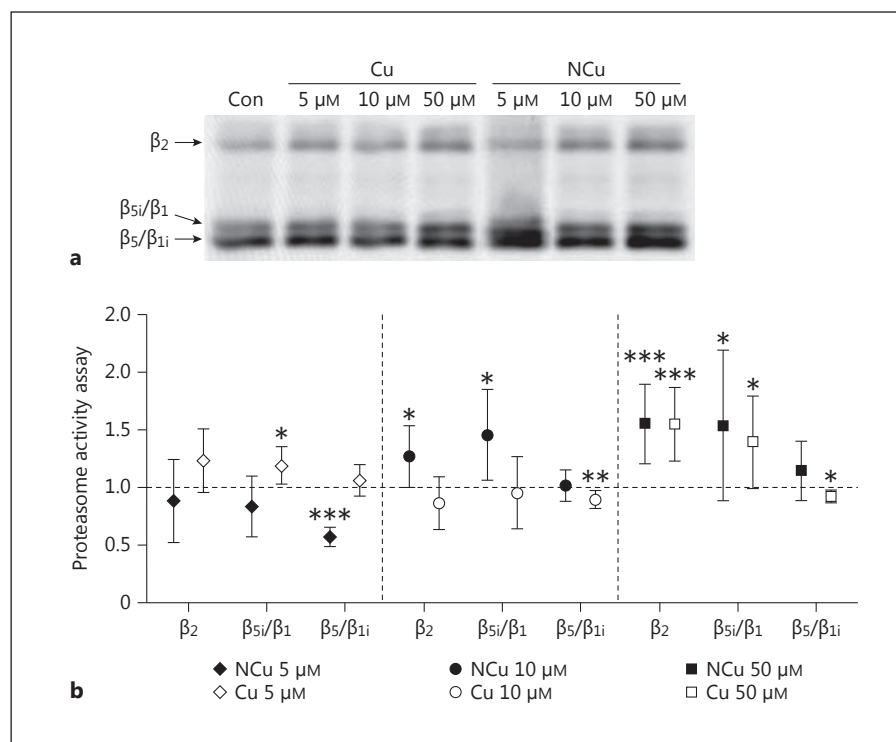 Cu NCu
Con 5 µM 10 µM 50 µM 5 µM 10 µM 50 µM
β2
β5i/β1
β5/β1i
a
1.0
2.0
1.5
1.0
0.5
0
Proteasome activity assay
* *** * * ** *** *** * * *
β2 β5i/β1 β5/β1i β2 β5i/β1 β5/β1i β2 β5i/β1 β5/β1i
NCu 5 µM NCu 10 µM NCu 50 µM
Cu 5 µM Cu 10 µM Cu 50 µM
b